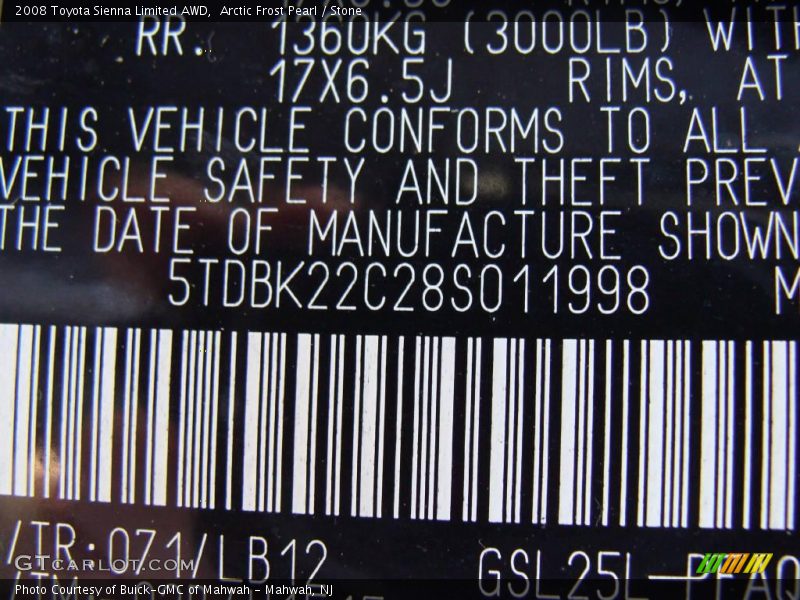 2008 Toyota Sienna Limited AWD,  Arctic Frost Pearl / Stone
RR. 1360KG (3000LB) WITH
17X6.5J RIMS, AT
THIS VEHICLE CONFORMS TO ALL
VEHICLE SAFETY AND THEFT PREV
THE DATE OF MANUFACTURE SHOWN
5TDBK22C28S011998 M
/TR:071/LB12 GSL25L-PFAQ
GTCARLOT.COM
Photo Courtesy of Buick-GMC of Mahwah - Mahwah, NJ